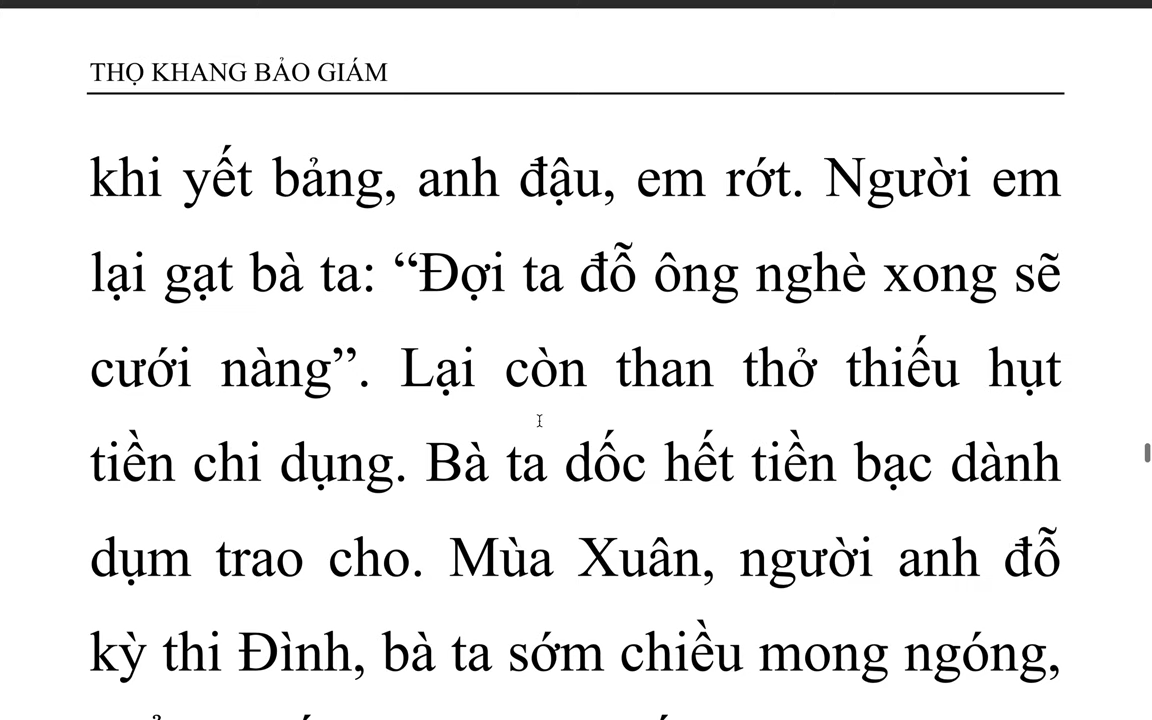 THỌ KHANG BẢO GIÁM
khi yết bảng, anh đậu, em rớt. Người em
lại gạt bà ta: “Đợi ta đỗ ông nghè xong sẽ
cưới nàng”. Lại còn than thở thiếu hụt
tiền chi dụng. Bà ta dốc hết tiền bạc dành
dụm trao cho. Mùa Xuân, người anh đỗ
kỳ thi Đình, bà ta sớm chiều mong ngóng,